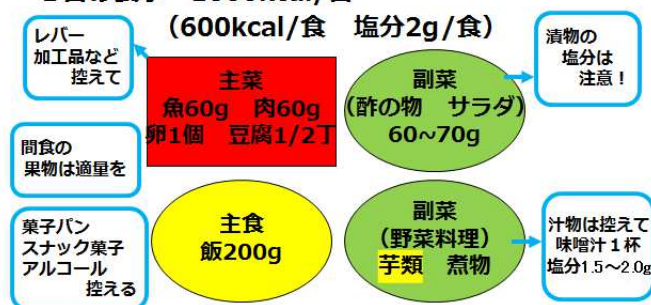 (600kcal/食 塩分2g/食)
レバー
加工品など
控えて
主菜
魚60g 肉60g
卵1個 豆腐1/2丁
副菜
(酢の物 サラダ)
60~70g
漬物の
塩分は
注意!
間食の
果物は適量を
菓子パン
スナック菓子
アルコール
控える
主食
飯200g
副菜
(野菜料理)
芋類 煮物
汁物は控えて
味噌汁1杯
塩分1.5~2.0g